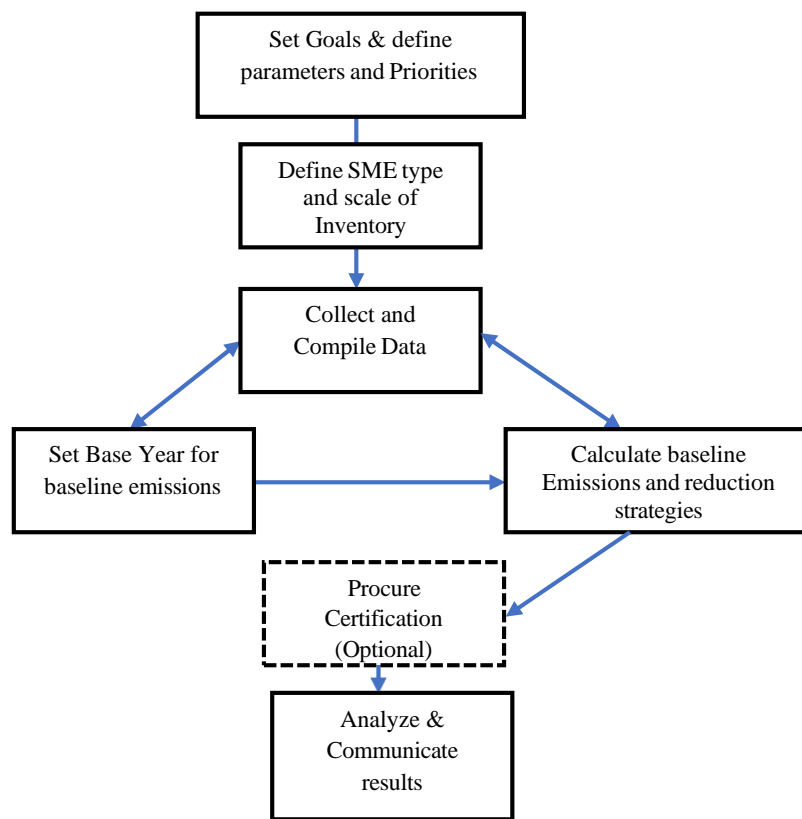 Set Goals & define
parameters and Priorities
Define SME type
and scale of
Inventory
Collect and
Compile Data
Set Base Year for
baseline emissions
Calculate baseline
Emissions and reduction
strategies
Procure
Certification
(Optional)
Analyze &
Communicate
results